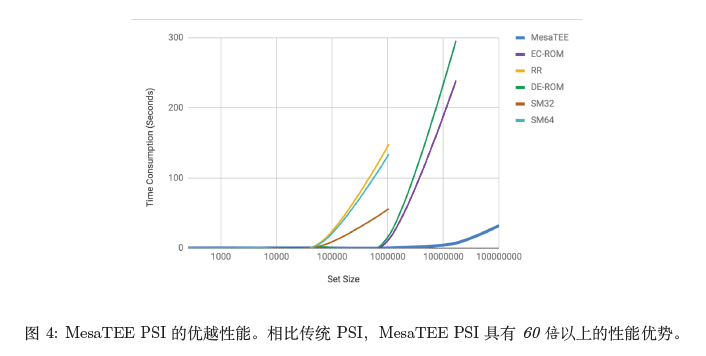 300
200
100
0
Time Consumption (Seconds)
1000
10000
100000
1000000
10000000
100000000
Set Size
MesaTEE
EC-ROM
RR
DE-ROM
SM32
SM64
图 4: MesaTEE PSI 的优越性能。相比传统 PSI，MesaTEE PSI 具有 60 倍以上的性能优势。